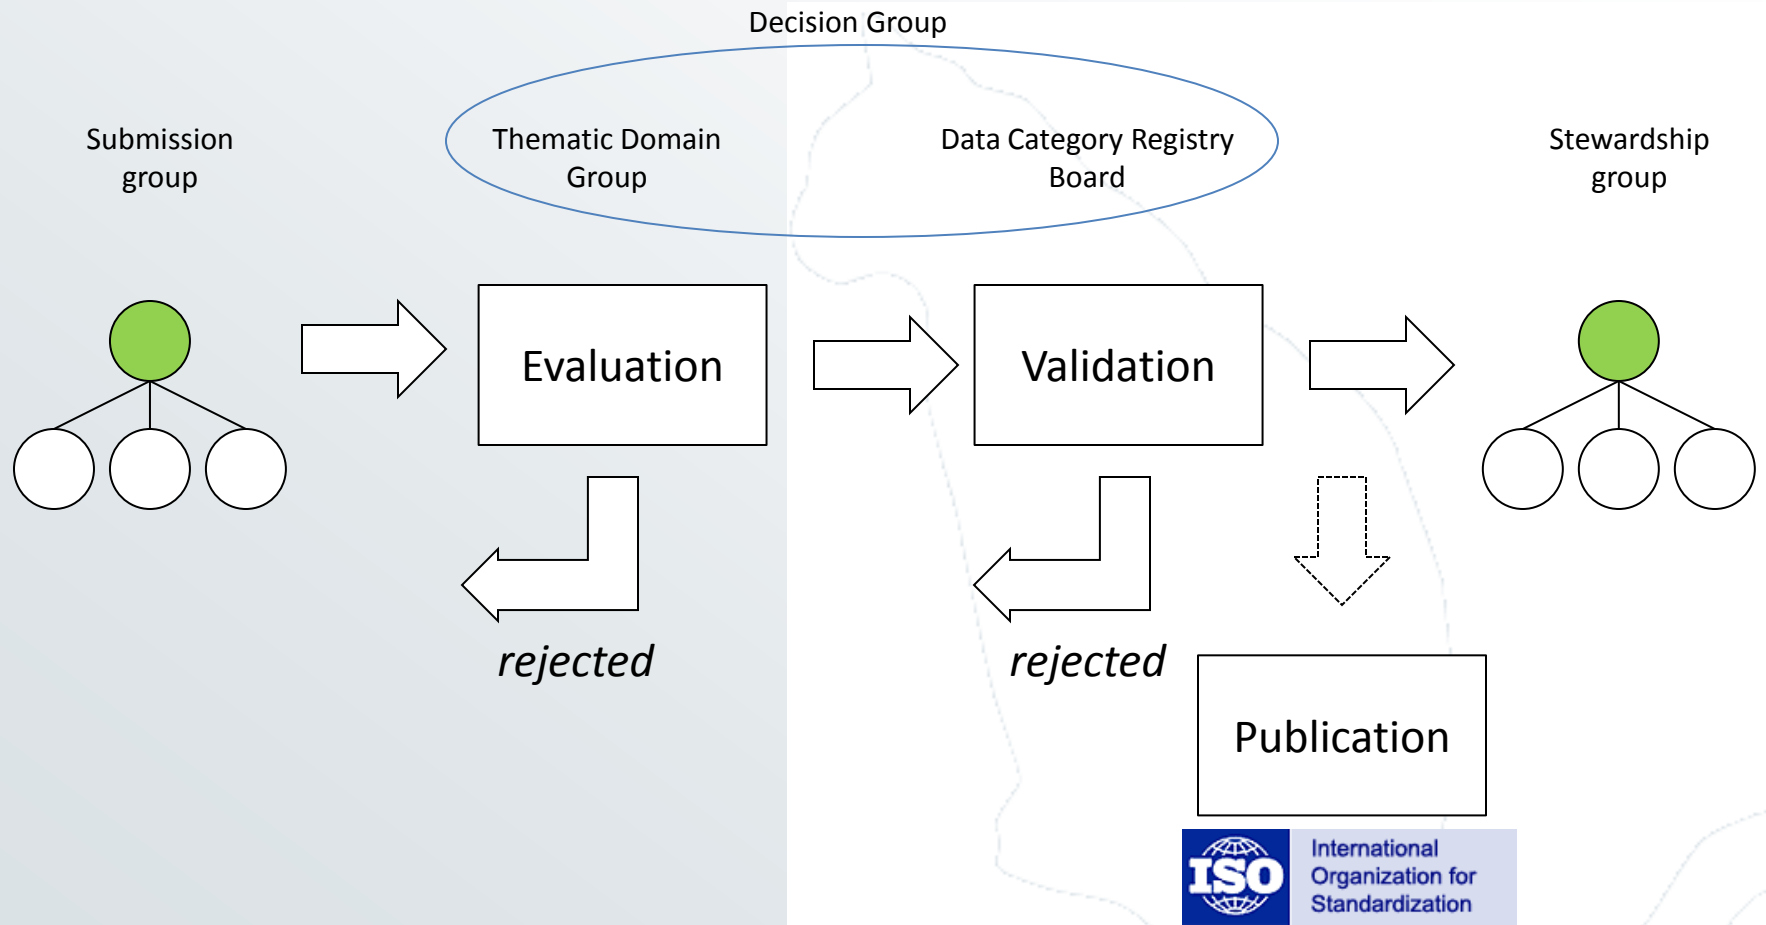 Decision Group
Submission
group
Thematic Domain
Group
Data Category Registry
Board
Stewardship
group
Evaluation
Validation
rejected
rejected
Publication
ISO
International
Organization for
Standardization